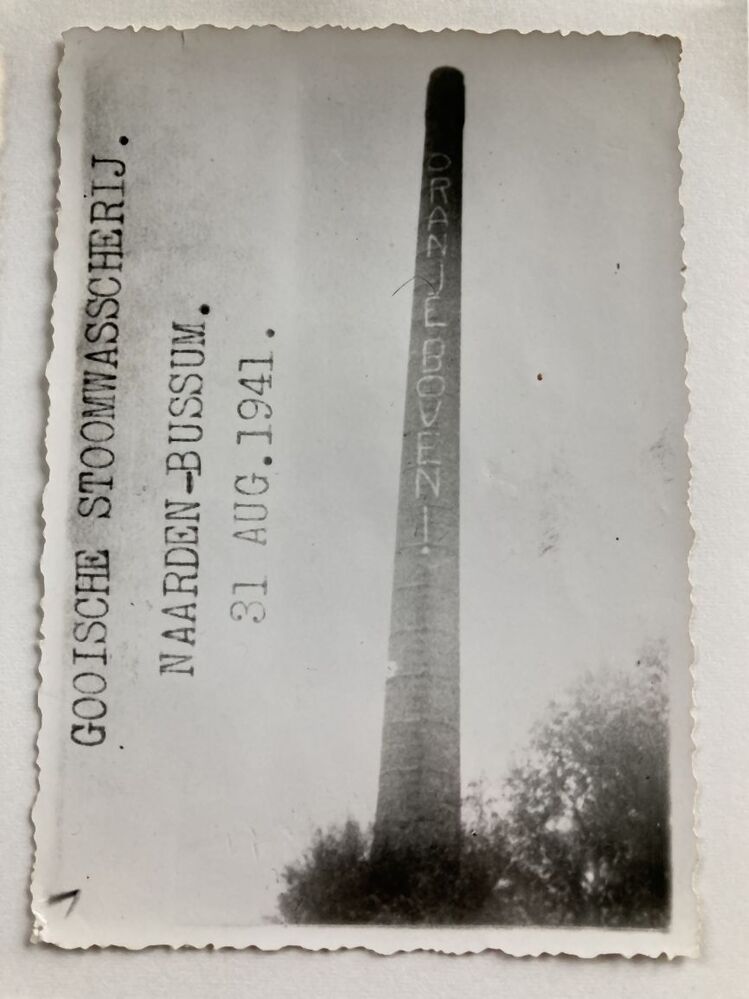 GOOISCHE STOOMWASSCHERIJ.
NAARDEN-BUSSUM.
31 AUG.1941.
ORANJE BOVEN!